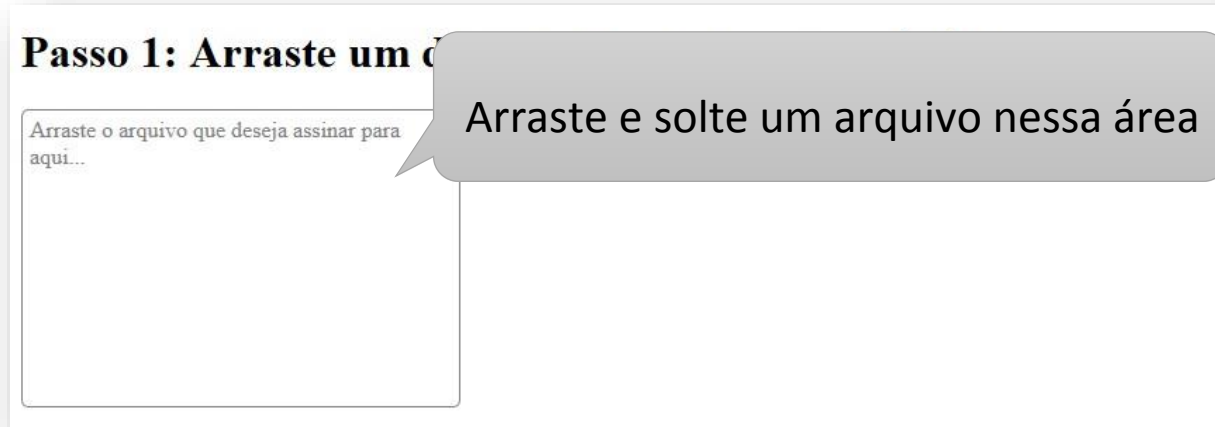 Passo 1: Arraste um
Arraste e solte um arquivo nessa área
Arraste o arquivo que deseja assinar para
aqui...